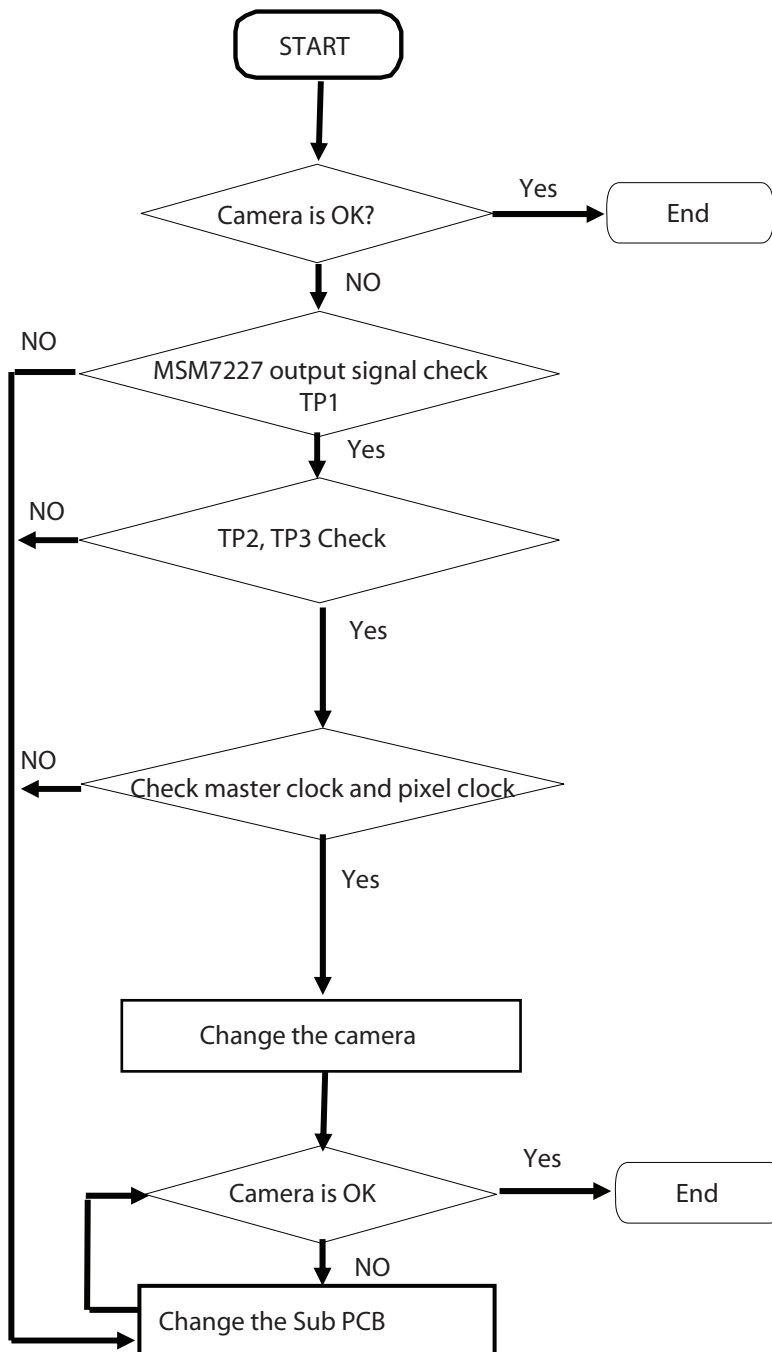 START
Camera is OK?
Yes
End
NO
NO
MSM7227 output signal check
TP1
Yes
NO
TP2, TP3 Check
Yes
NO
Check master clock and pixel clock
Yes
Change the camera
Camera is OK
Yes
End
NO
Change the Sub PCB